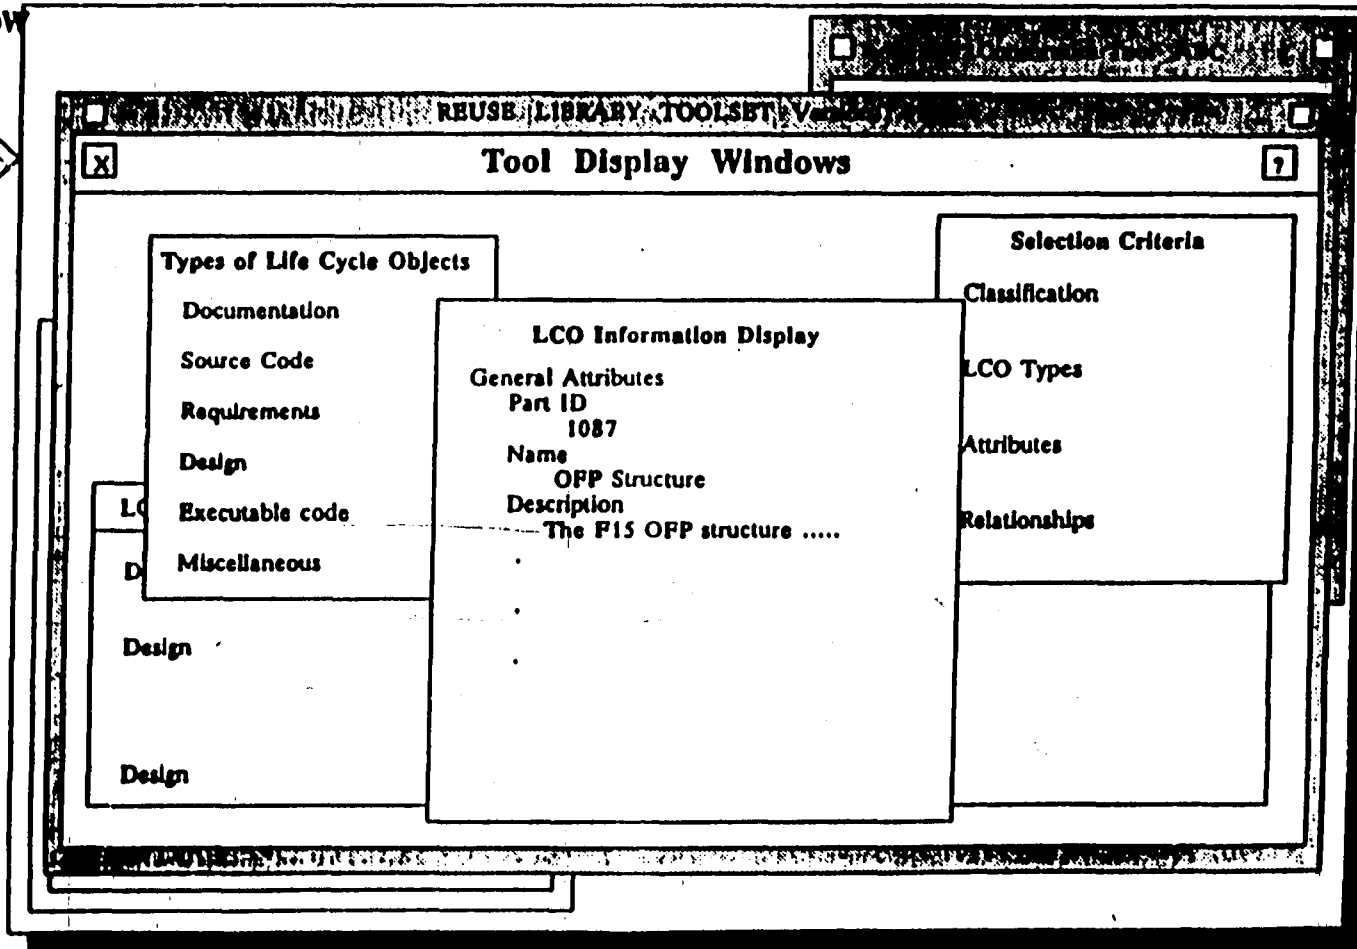 REUSE LIBRARY TOOLSET
X
Tool Display Windows
?
Types of Life Cycle Objects
Documentation
Source Code
Requirements
Design
Executable code
Miscellaneous
Selection Criteria
Classification
LCO Types
Attributes
Relationships
LCO Information Display
General Attributes
Part ID
1087
Name
OFP Structure
Description
The F15 OFP structure .....
.
.
.
LC
D
Design
Design